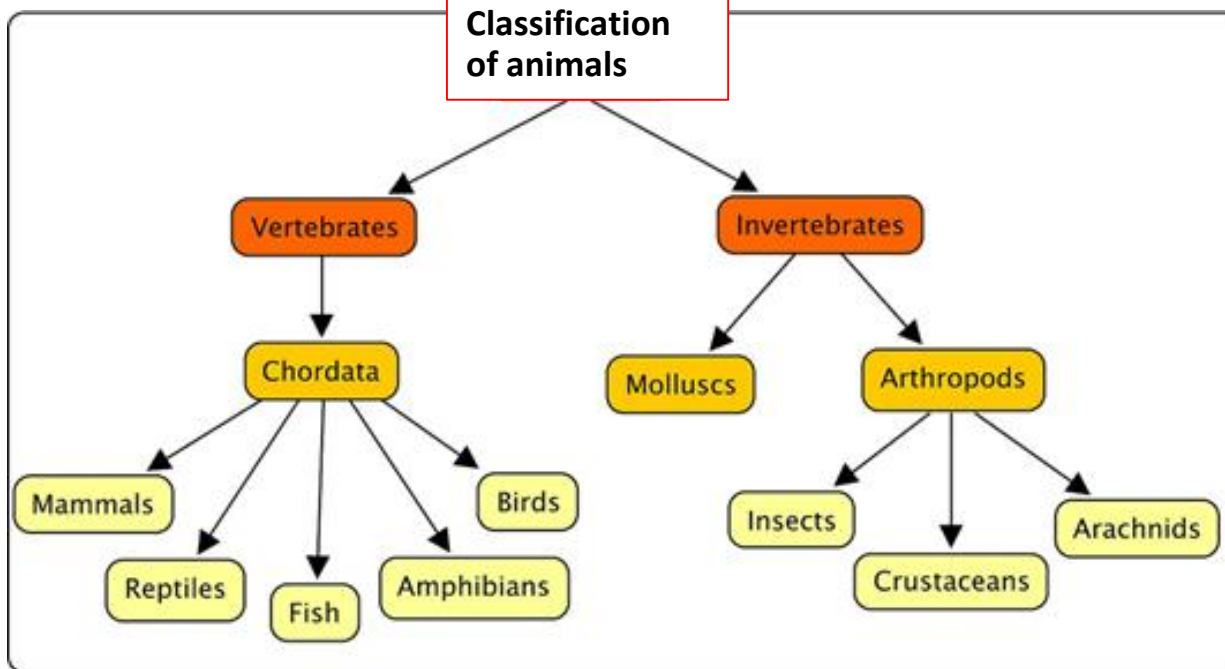 Classification
of animals
Vertebrates
Invertebrates
Chordata
Molluscs
Arthropods
Mammals
Birds
Insects
Arachnids
Reptiles
Fish
Amphibians
Crustaceans